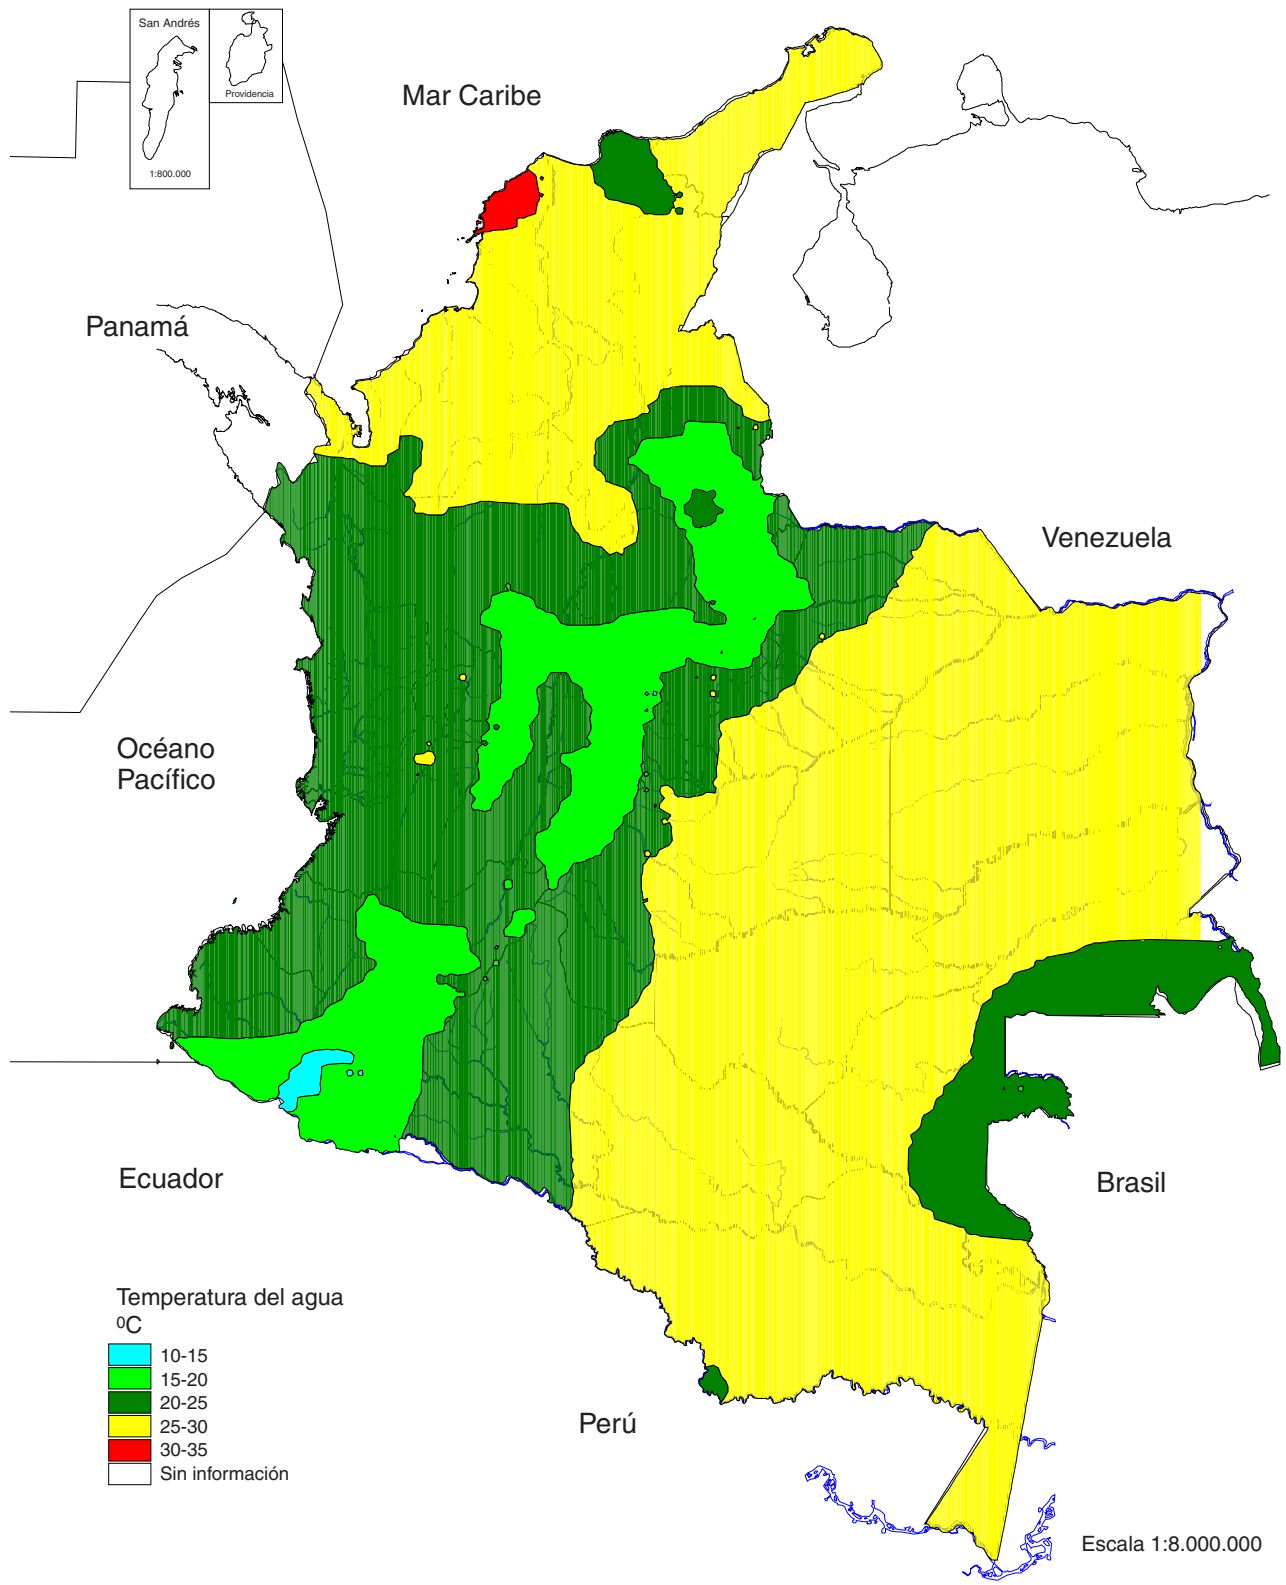 San Andrés
Providencia
1:800.000
Mar Caribe
Panamá
Venezuela
Océano
Pacífico
Ecuador
Brasil
Perú
Temperatura del agua
⁰C
10-15
15-20
20-25
25-30
30-35
Sin información
Escala 1:8.000.000